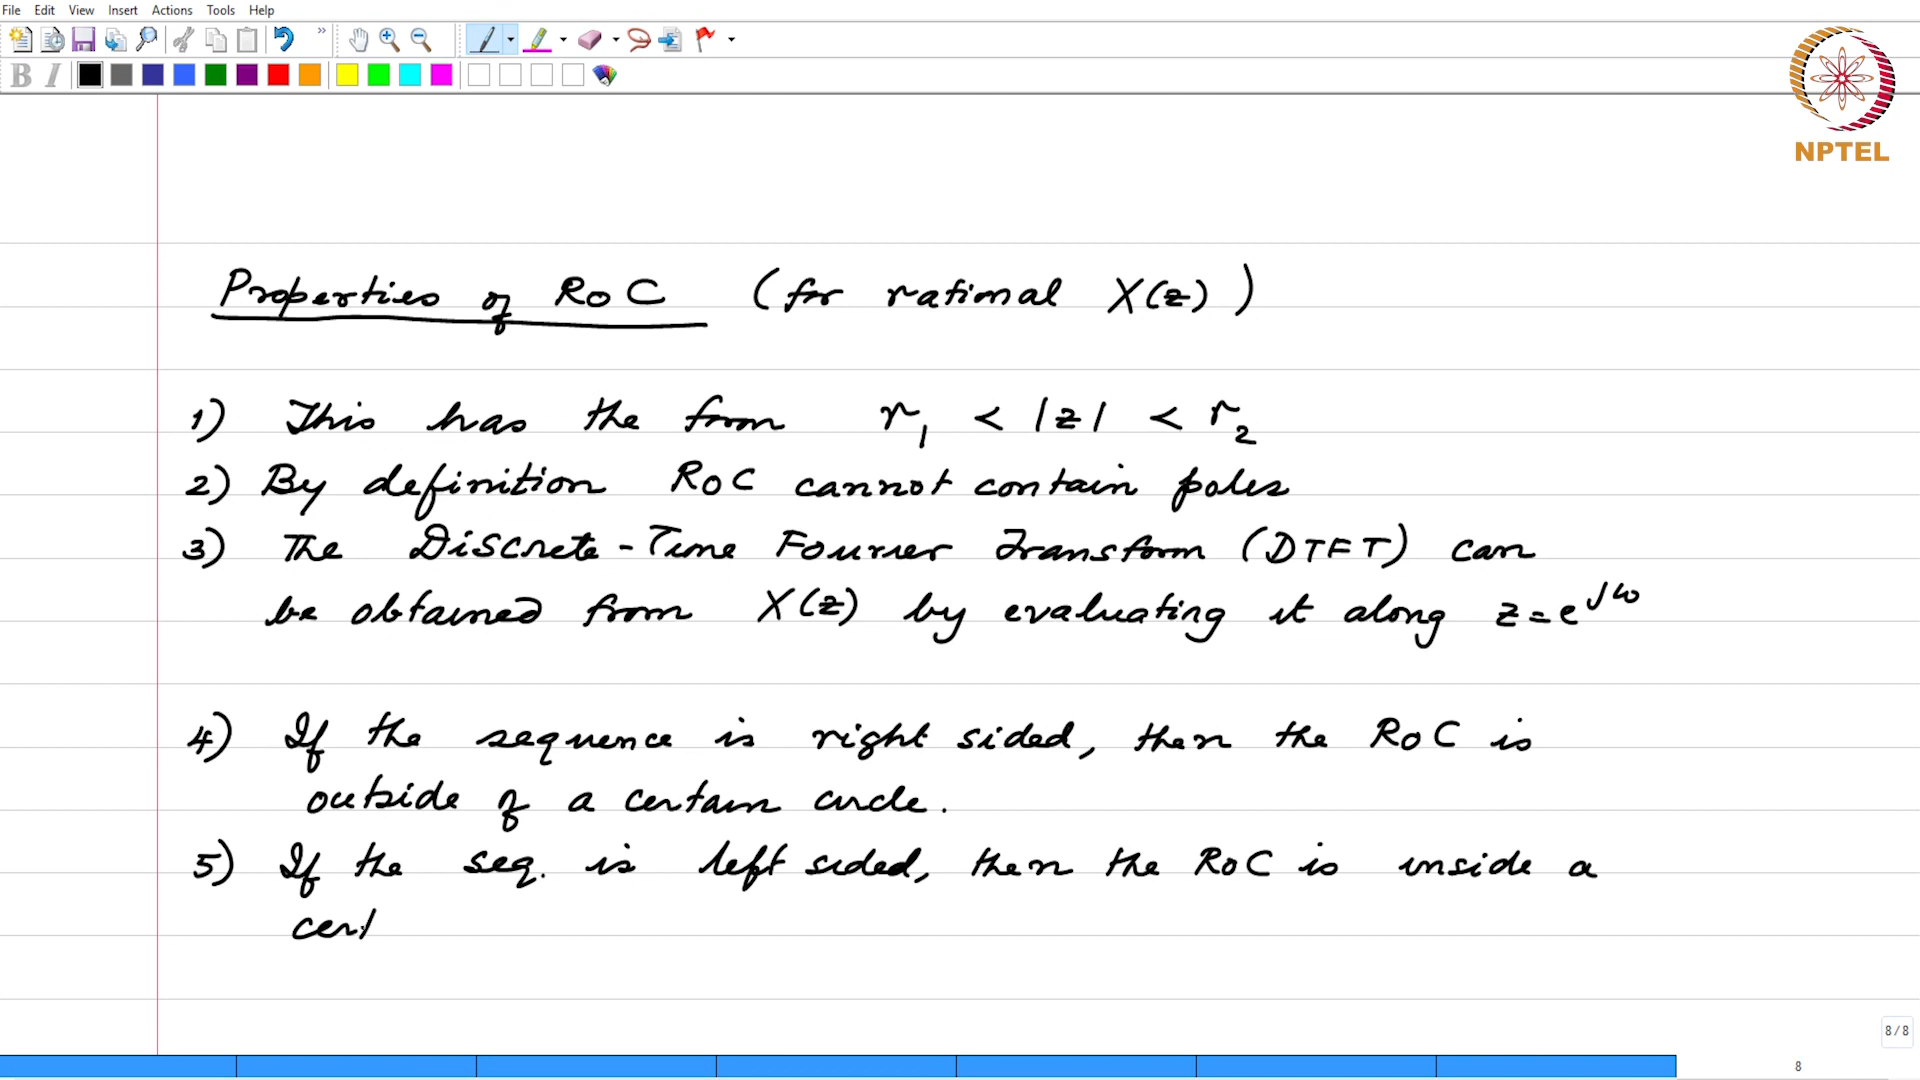 File Edit View Insert Actions Tools Help
B I
NPTEL
Properties of RoC (for rational X(z))
1) This has the form r₁ < |z| < r₂
2) By definition RoC cannot contain poles
3) The Discrete-Time Fourier Transform (DTFT) can
be obtained from X(z) by evaluating it along z = e^jω
4) If the sequence is right sided, then the RoC is
outside of a certain circle.
5) If the seq. is left sided, then the RoC is inside a
cert
8/8
8